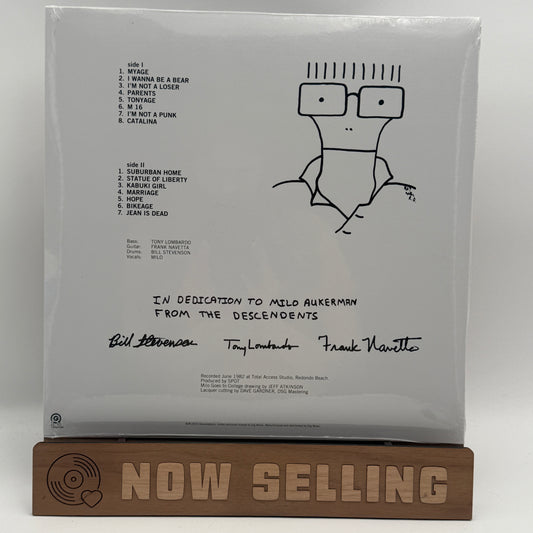 side I
1. MYAGE
2. I WANNA BE A BEAR
3. I'M NOT A LOSER
4. PARENTS
5. TONYAGE
6. M 16
7. I'M NOT A PUNK
8. CATALINA
side II
1. SUBURBAN HOME
2. STATUE OF LIBERTY
3. KABUKI GIRL
4. MARRIAGE
5. HOPE
6. BIKEAGE
7. JEAN IS DEAD
Bass: TONY LOMBARDO
Guitar: FRANK NAVETTA
Drums: BILL STEVENSON
Vocals: MILO
IN DEDICATION TO MILO AUKERMAN
FROM THE DESCENDENTS
Bill Stevenson Tony Lombardo Frank Navetta
Recorded June 1982 at Total Access Studio, Redondo Beach.
Produced by SPOT
Milo Goes to College drawing by JEFF ATKINSON
Lacquer cutting by DAVE GARDNER, DSG Mastering
NOW SELLING